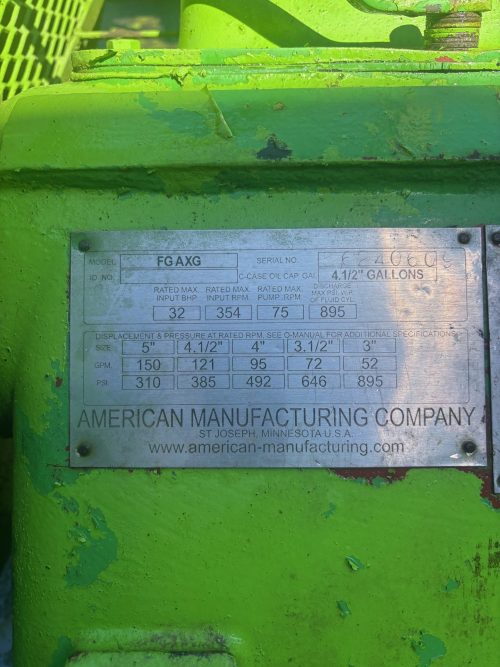 MODEL FGAXG SERIAL NO.
ID .NO. C-CASE OIL CAP. GAL 4.1/2" GALLONS
RATED MAX. INPUT BHP. RATED MAX. INPUT RPM. RATED MAX. PUMP .RPM. DISCHARGE MAX PSI W.P. OF FLUID CYL.
32 354 75 895
DISPLACEMENT & PRESSURE AT RATED RPM. SEE O-MANUAL FOR ADDITIONAL SPECIFICATIONS
SIZE. 5" 4.1/2" 4" 3.1/2" 3"
GPM. 150 121 95 72 52
PSI. 310 385 492 646 895
AMERICAN MANUFACTURING COMPANY
ST JOSEPH, MINNESOTA U.S.A.
www.american-manufacturing.com